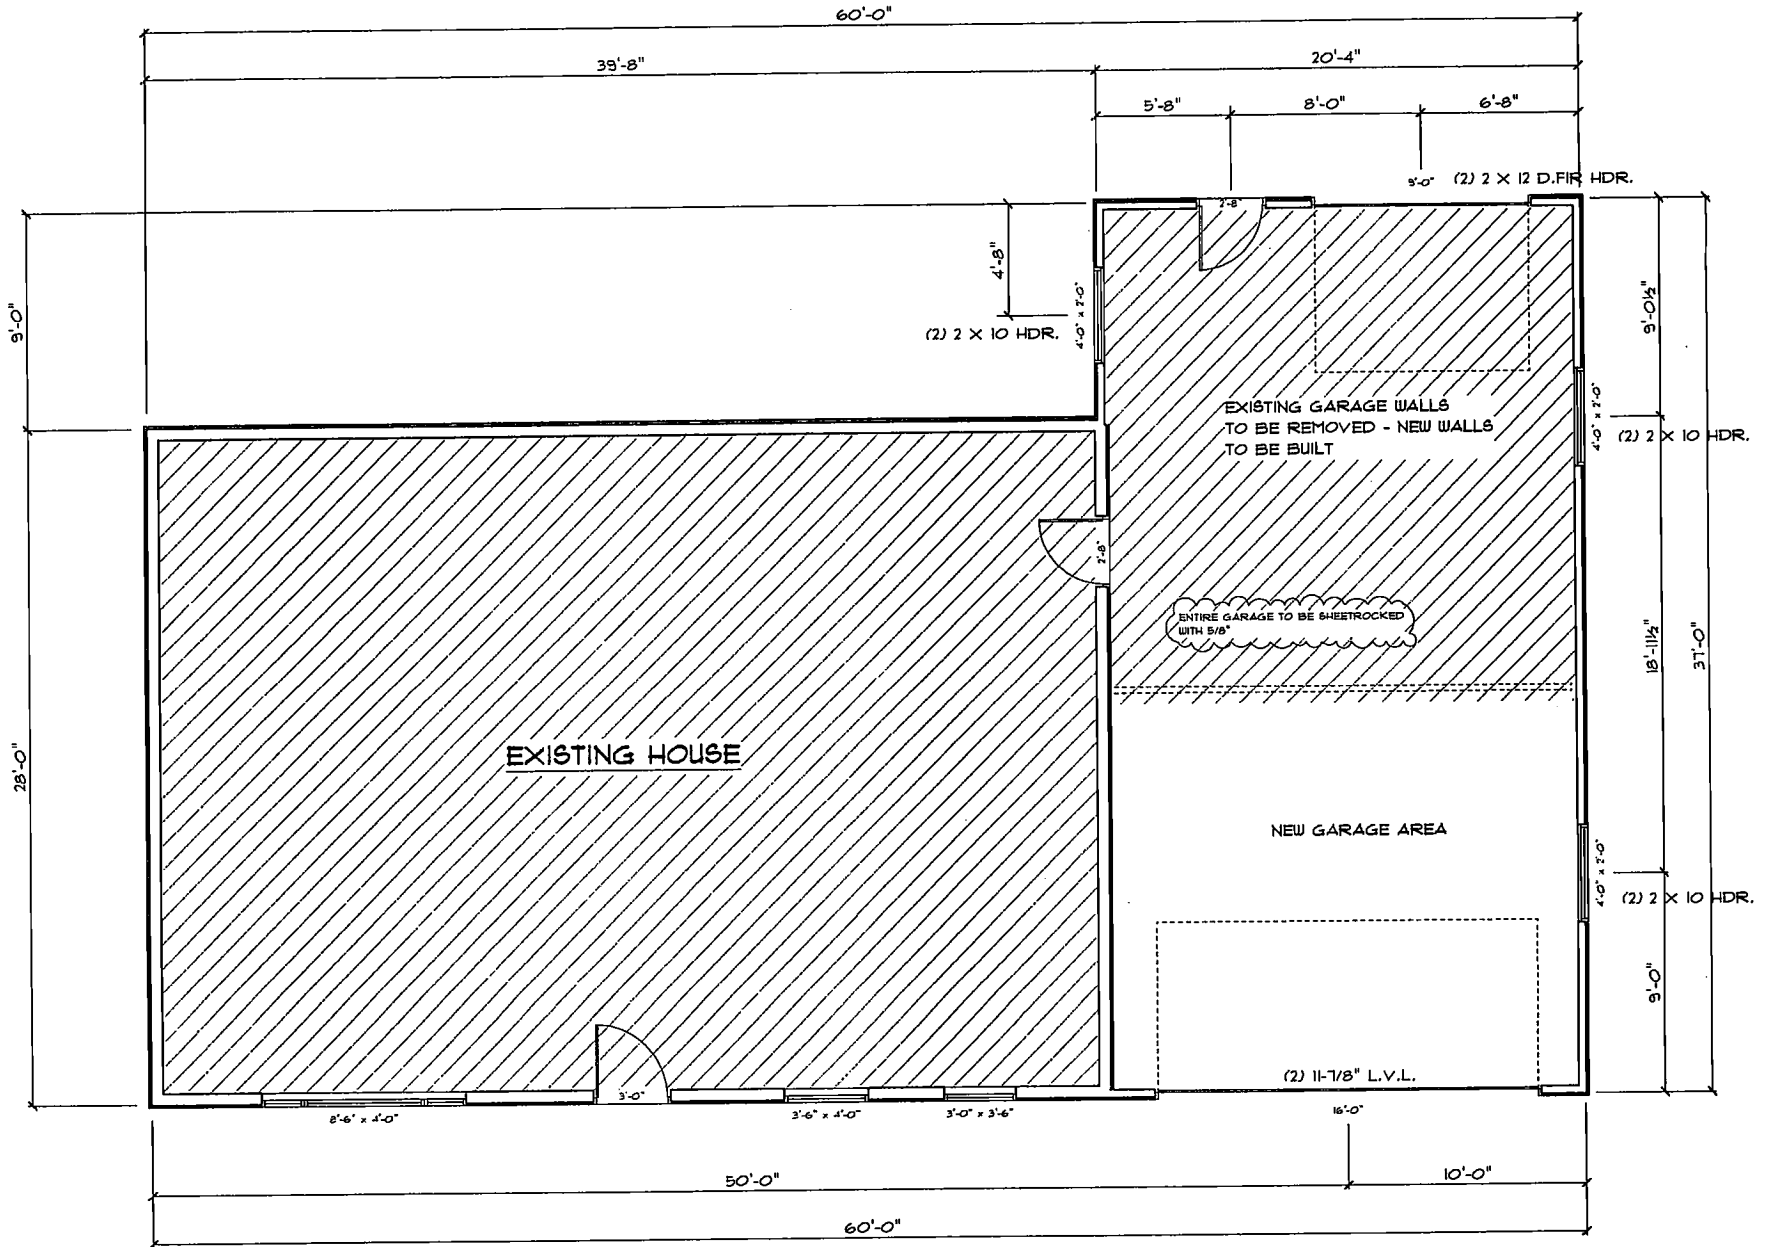 60'-0"
39'-8"
20'-4"
5'-8"
8'-0"
6'-8"
9'-0"
(2) 2 X 12 D.FIR HDR.
2'-8"
4'-8"
4'-0" x 2'-0"
(2) 2 X 10 HDR.
9'-0"
9'-0½"
EXISTING GARAGE WALLS
TO BE REMOVED - NEW WALLS
TO BE BUILT
4'-0" x 2'-0"
(2) 2 X 10 HDR.
2'-8"
ENTIRE GARAGE TO BE SHEETROCKED
WITH 5/8"
18'-11½"
37'-0"
EXISTING HOUSE
28'-0"
NEW GARAGE AREA
4'-0" x 2'-0"
(2) 2 X 10 HDR.
9'-0"
(2) 11-7/8" L.V.L.
8'-6" x 4'-0"
3'-0"
3'-6" x 4'-0"
3'-0" x 3'-6"
16'-0"
50'-0"
10'-0"
60'-0"